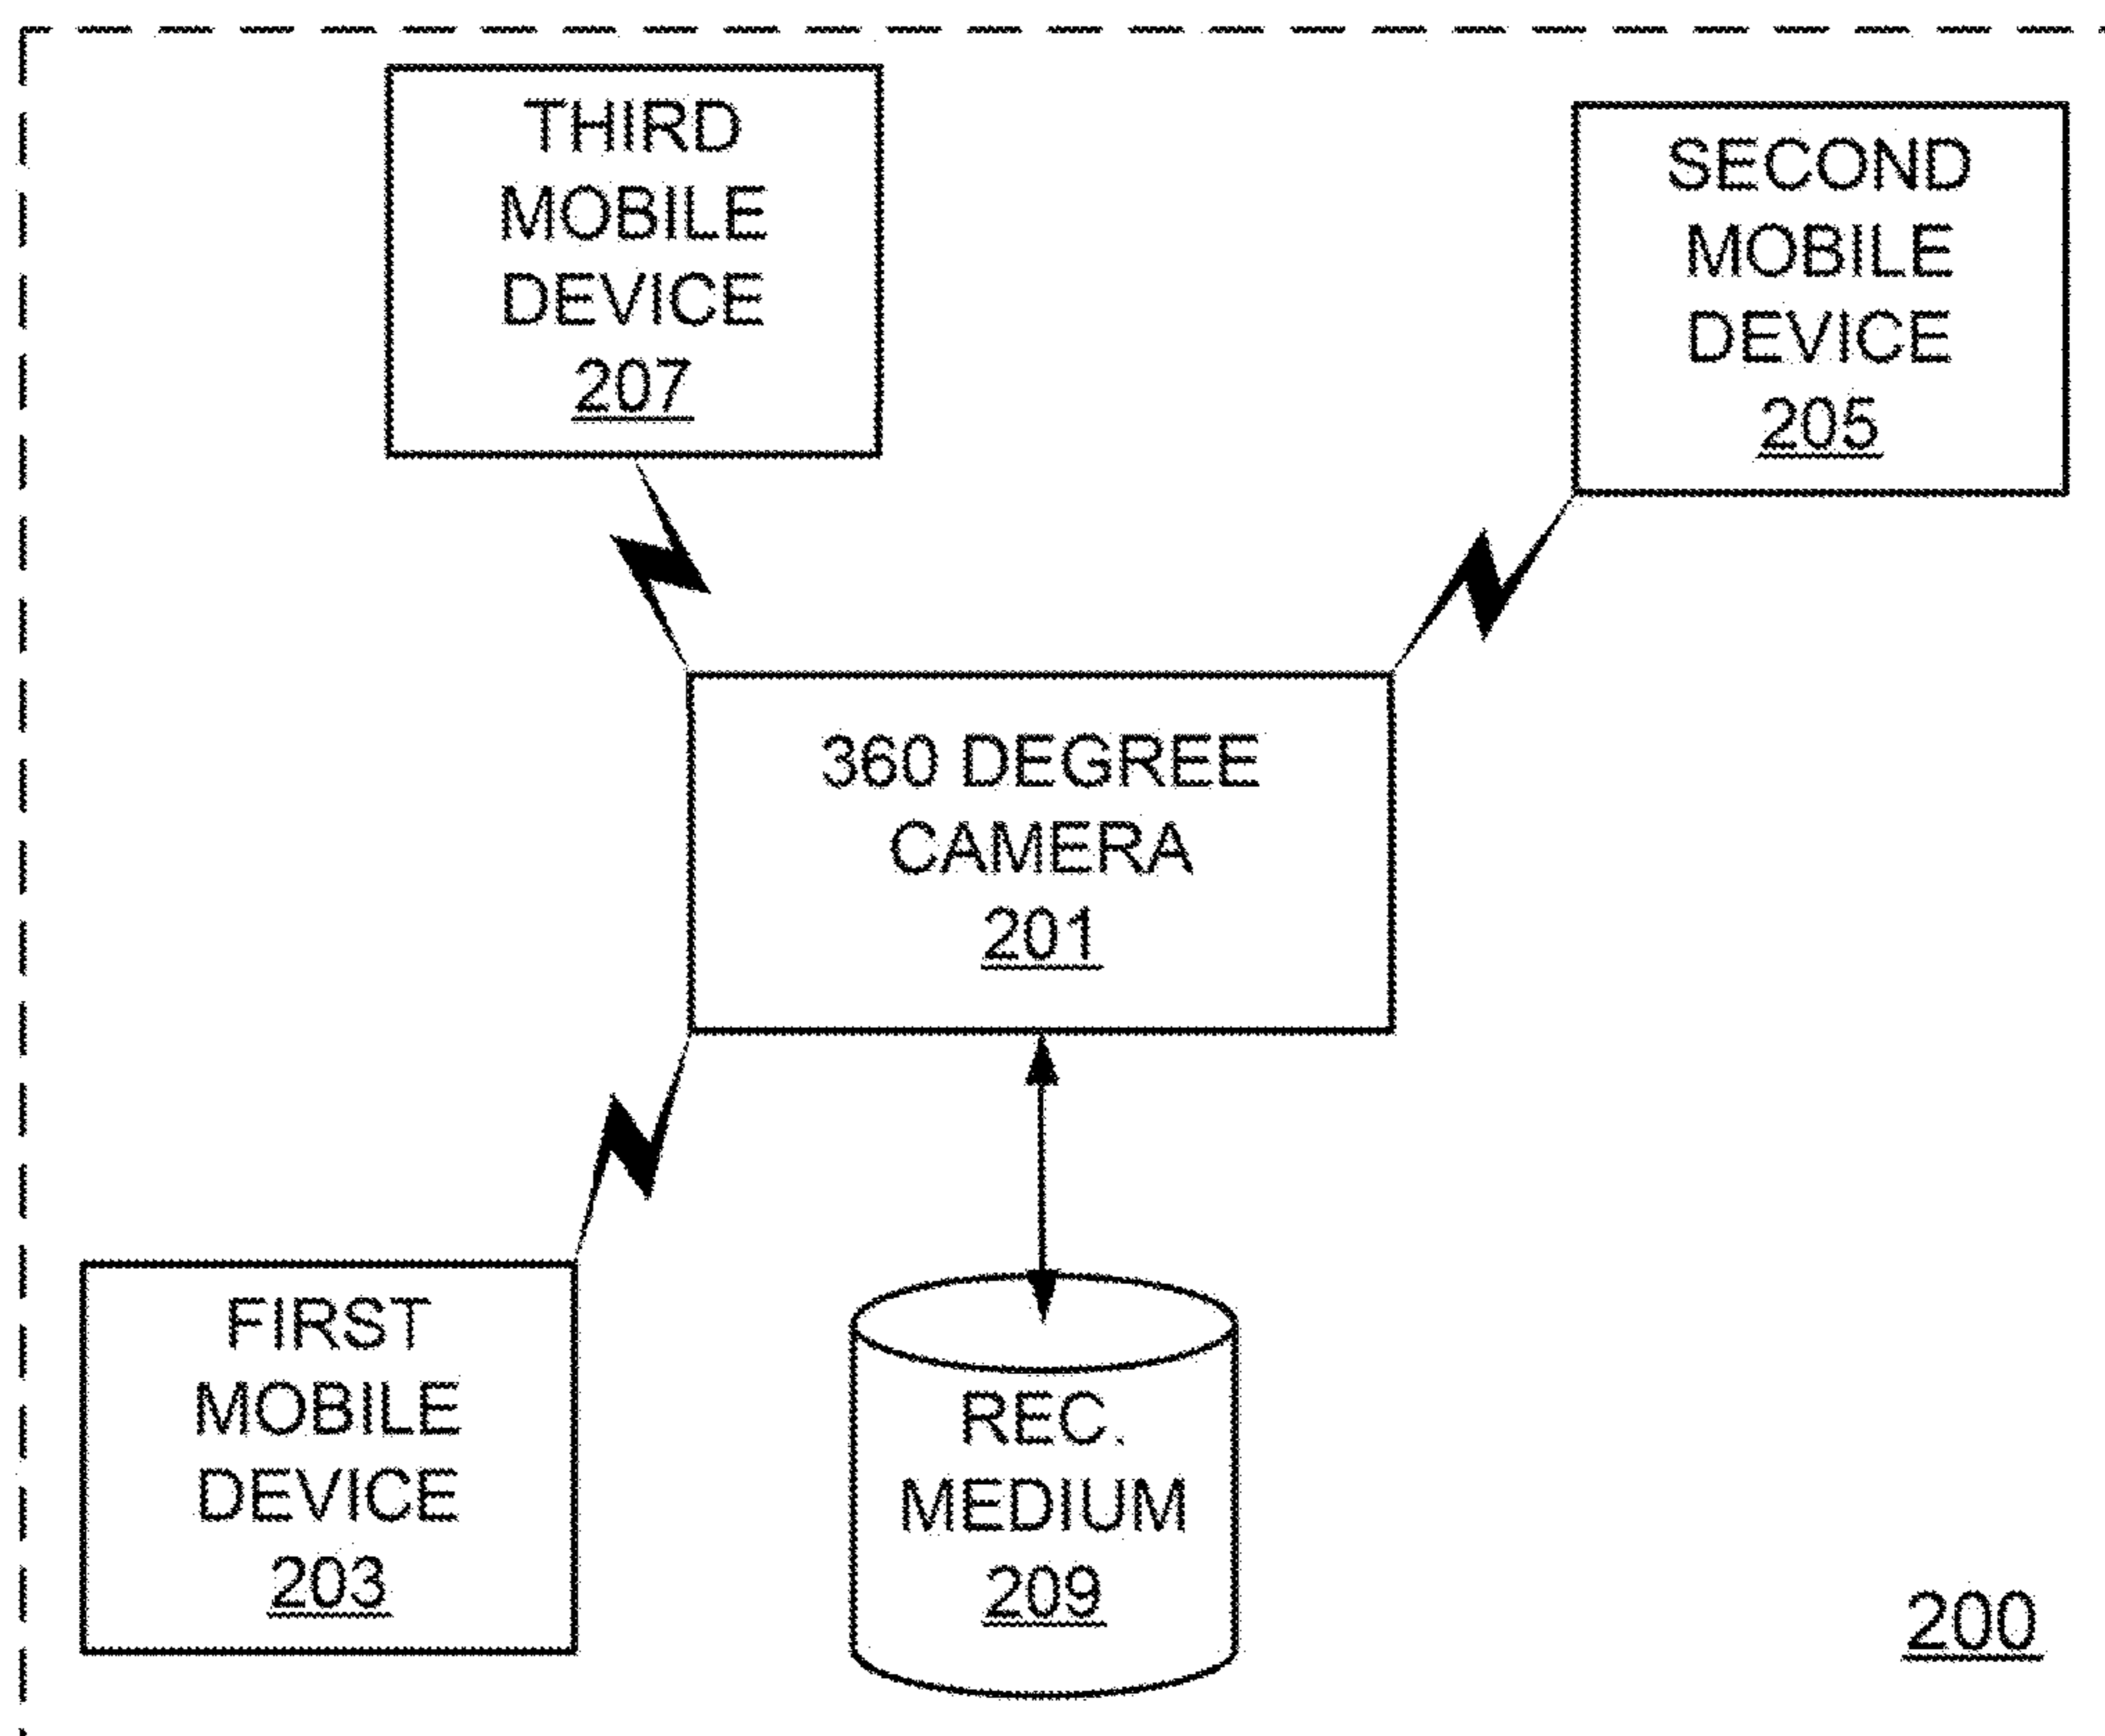 THIRD
MOBILE
DEVICE
207
SECOND
MOBILE
DEVICE
205
360 DEGREE
CAMERA
201
FIRST
MOBILE
DEVICE
203
REC.
MEDIUM
209
200